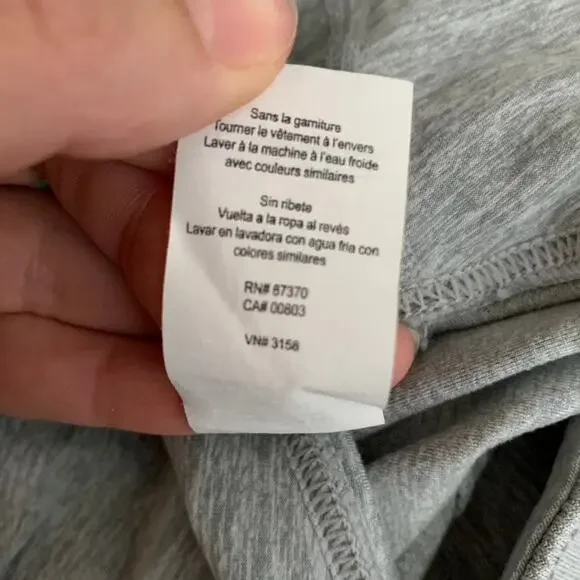 Sans la garniture
Tourner le vêtement à l'envers
Laver à la machine à l'eau froide
avec couleurs similaires
Sin ribete
Vuelta a la ropa al revés
Lavar en lavadora con agua fria con
colores similares
RN# 67370
CA# 00803
VN# 3156